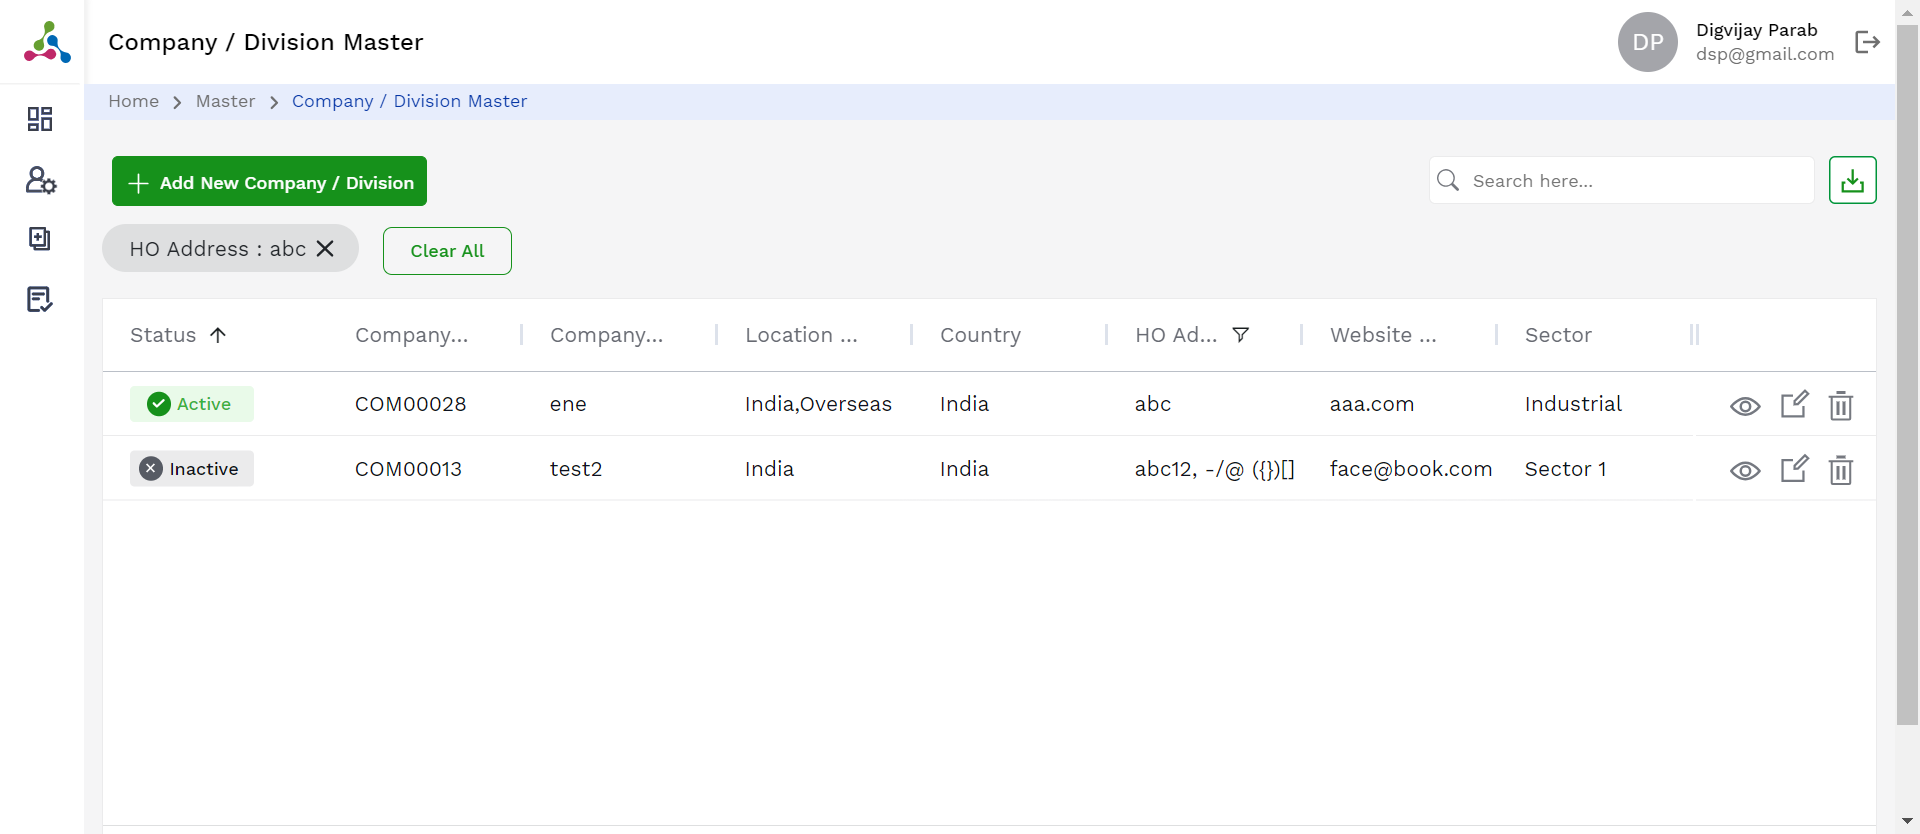 Company / Division Master
DP
Digvijay Parab
dsp@gmail.com
Home > Master > Company / Division Master
+ Add New Company / Division
Search here...
HO Address : abc
Clear All
Status Company... Company... Location ... Country HO Ad... Website ... Sector
Active COM00028 ene India,Overseas India abc aaa.com Industrial
Inactive COM00013 test2 India India abc12, -/@ ({})[] face@book.com Sector 1